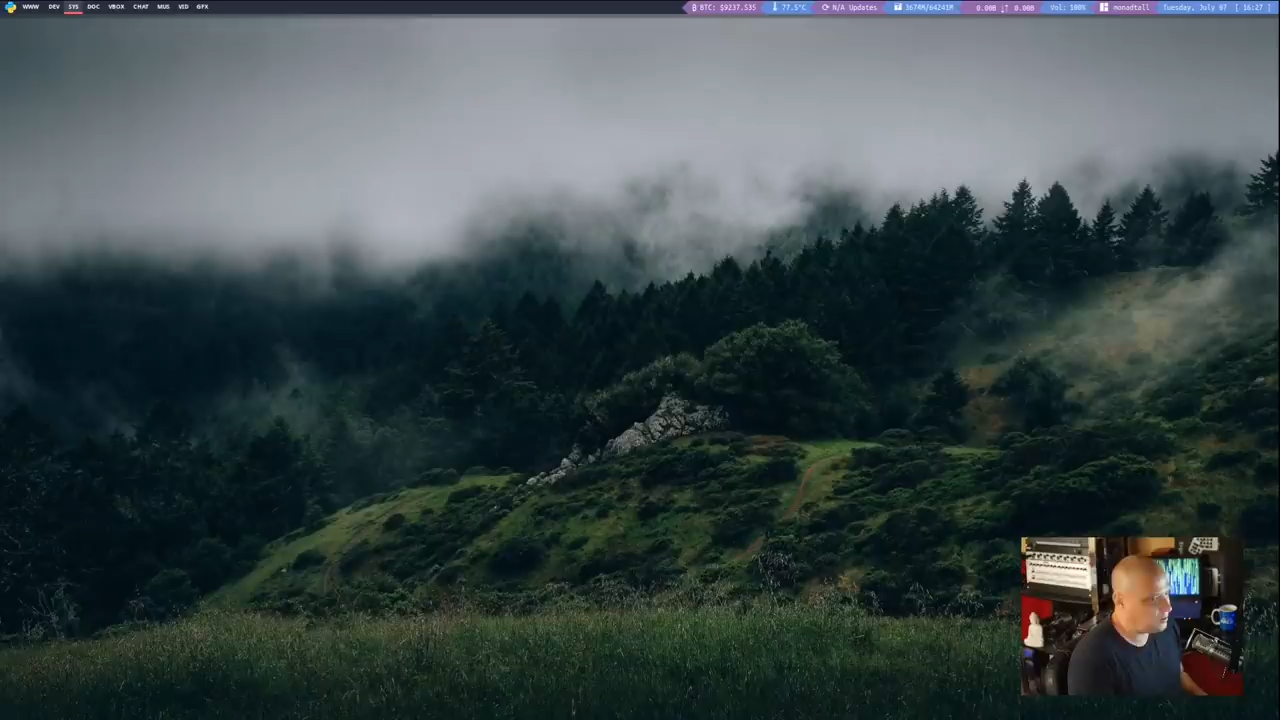 WWW DEV SYS DOC VBOX CHAT MUS VID GFX ₿ BTC: $9237.535 77.5°C ⟳ N/A Updates 3674M/64241M 0.00B ↓↑ 0.00B Vol: 100% monadtall Tuesday, July 07 [ 16:27 ]